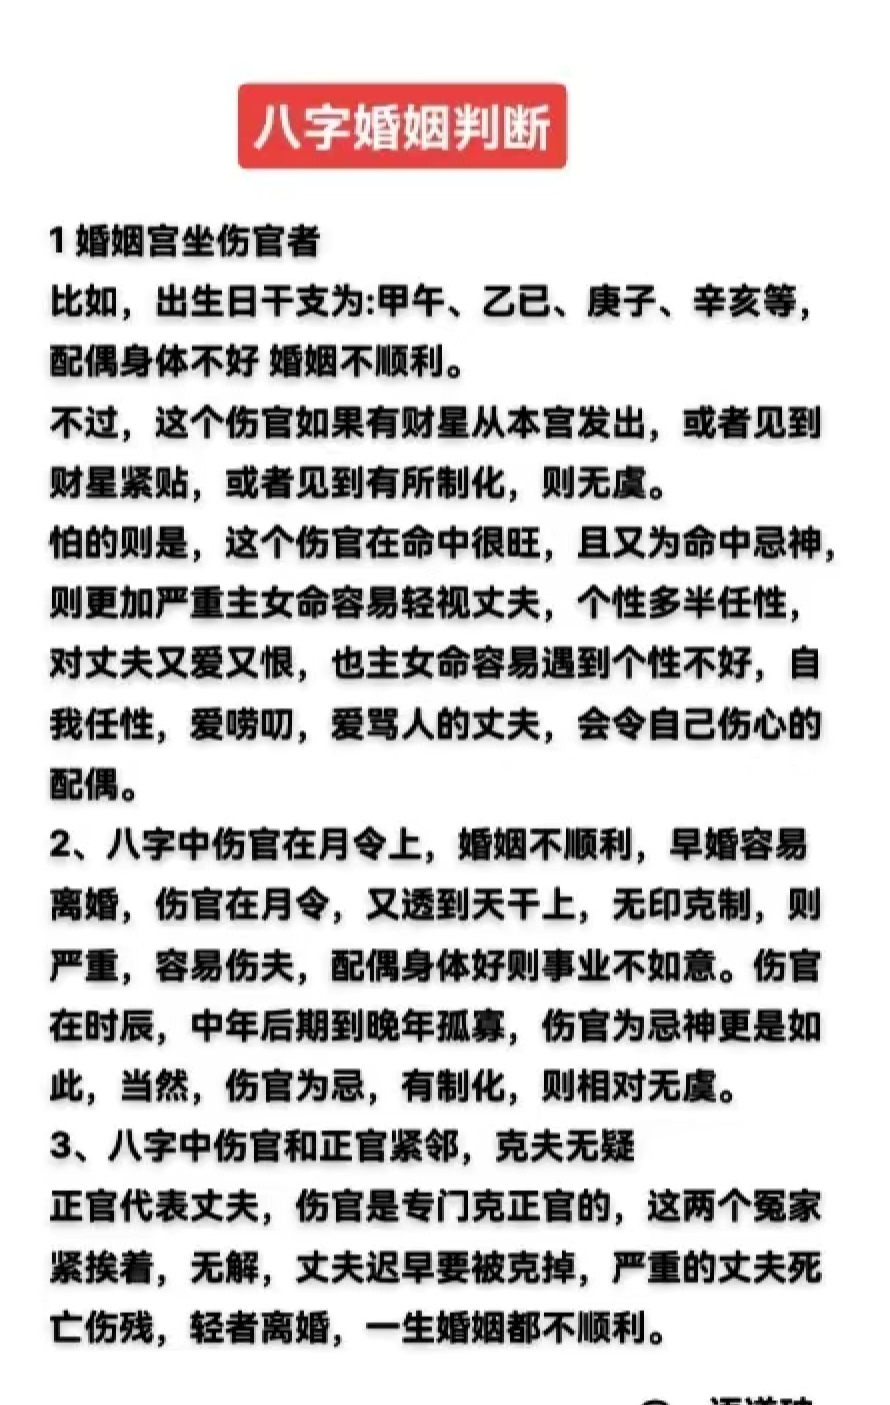 八字婚姻判断
1 婚姻宫坐伤官者
比如，出生日干支为:甲午、乙已、庚子、辛亥等，
配偶身体不好 婚姻不顺利。
不过，这个伤官如果有财星从本宫发出，或者见到
财星紧贴，或者见到有所制化，则无虞。
怕的则是，这个伤官在命中很旺，且又为命中忌神，
则更加严重主女命容易轻视丈夫，个性多半任性，
对丈夫又爱又恨，也主女命容易遇到个性不好，自
我任性，爱唠叨，爱骂人的丈夫，会令自己伤心的
配偶。
2、八字中伤官在月令上，婚姻不顺利，早婚容易
离婚，伤官在月令，又透到天干上，无印克制，则
严重，容易伤夫，配偶身体好则事业不如意。伤官
在时辰，中年后期到晚年孤寡，伤官为忌神更是如
此，当然，伤官为忌，有制化，则相对无虞。
3、八字中伤官和正官紧邻，克夫无疑
正官代表丈夫，伤官是专门克正官的，这两个冤家
紧挨着，无解，丈夫迟早要被克掉，严重的丈夫死
亡伤残，轻者离婚，一生婚姻都不顺利。